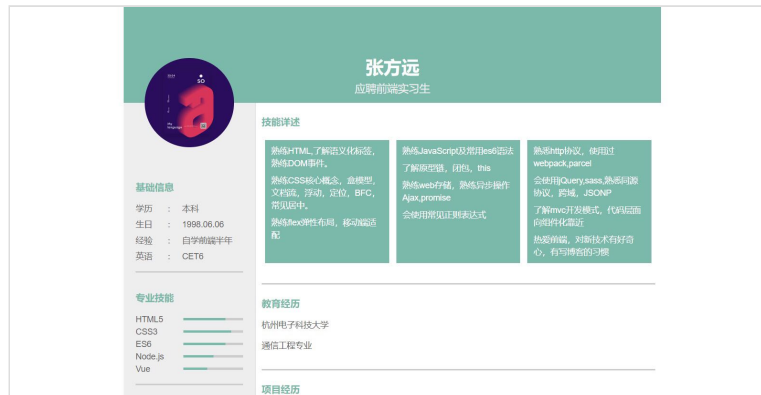 张方远
应聘前端实习生
SO
基础信息
学历 : 本科
生日 : 1998.06.06
经验 : 自学前端半年
英语 : CET6
专业技能
HTML5
CSS3
ES6
Node.js
Vue
技能详述
熟练HTML,了解语义化标签，
熟练DOM事件。
熟练CSS核心概念，盒模型，
文档流，浮动，定位，BFC，
常见居中。
熟练flex弹性布局，移动端适
配
熟练JavaScript及常用es6语法
了解原型链，闭包，this
熟练web存储，熟练异步操作
Ajax,promise
会使用常见正则表达式
熟悉http协议，使用过
webpack,parcel
会使用jQuery,sass,熟悉同源
协议，跨域，JSONP
了解mvc开发模式，代码层面
向组件化靠近
热爱前端，对新技术有好奇
心，有写博客的习惯
教育经历
杭州电子科技大学
通信工程专业
项目经历